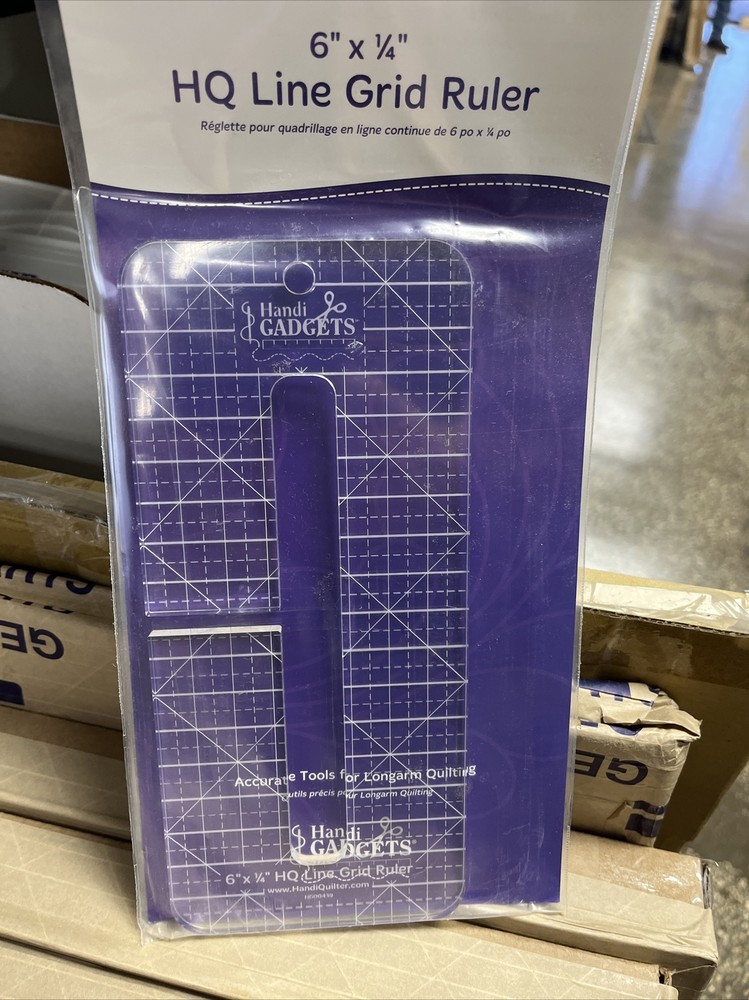 6" x ¼"
HQ Line Grid Ruler
Réglette pour quadrillage en ligne continue de 6 po x ¼ po
Handi
GADGETS
Accurate Tools for Longarm Quilting
Outils précis pour Longarm Quilting
Handi
GADGETS®
6" x ¼" HQ Line Grid Ruler
www.HandiQuilter.com
GE
GE